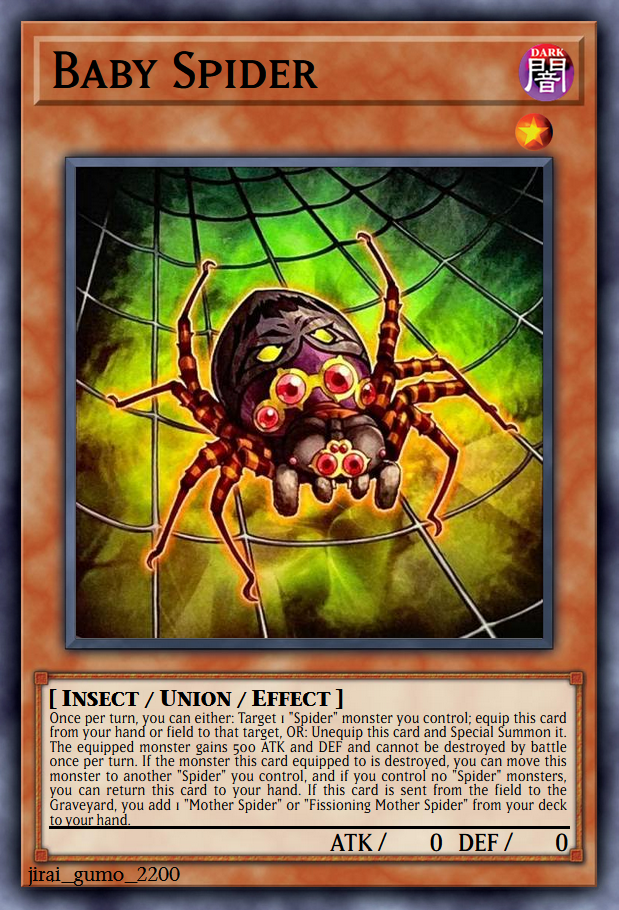 Baby Spider
DARK
闇
[ Insect / Union / Effect ]
Once per turn, you can either: Target 1 "Spider" monster you control; equip this card
from your hand or field to that target, OR: Unequip this card and Special Summon it.
The equipped monster gains 500 ATK and DEF and cannot be destroyed by battle
once per turn. If the monster this card equipped to is destroyed, you can move this
monster to another "Spider" you control, and if you control no "Spider" monsters,
you can return this card to your hand. If this card is sent from the field to the
Graveyard, you add 1 "Mother Spider" or "Fissioning Mother Spider" from your deck
to your hand.
ATK / 0 DEF / 0
jirai_gumo_2200